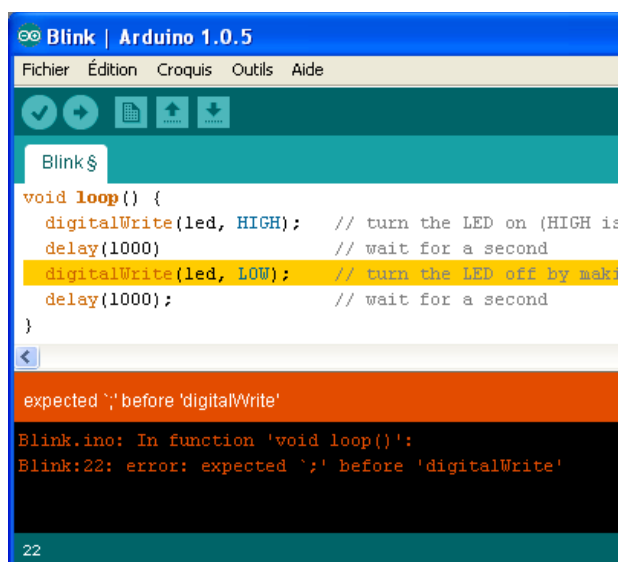 Blink | Arduino 1.0.5
Fichier Édition Croquis Outils Aide
Blink §
void loop() {
digitalWrite(led, HIGH); // turn the LED on (HIGH is
delay(1000) // wait for a second
digitalWrite(led, LOW); // turn the LED off by maki
delay(1000); // wait for a second
}
expected `;' before 'digitalWrite'
Blink.ino: In function 'void loop()':
Blink:22: error: expected `;' before 'digitalWrite'
22